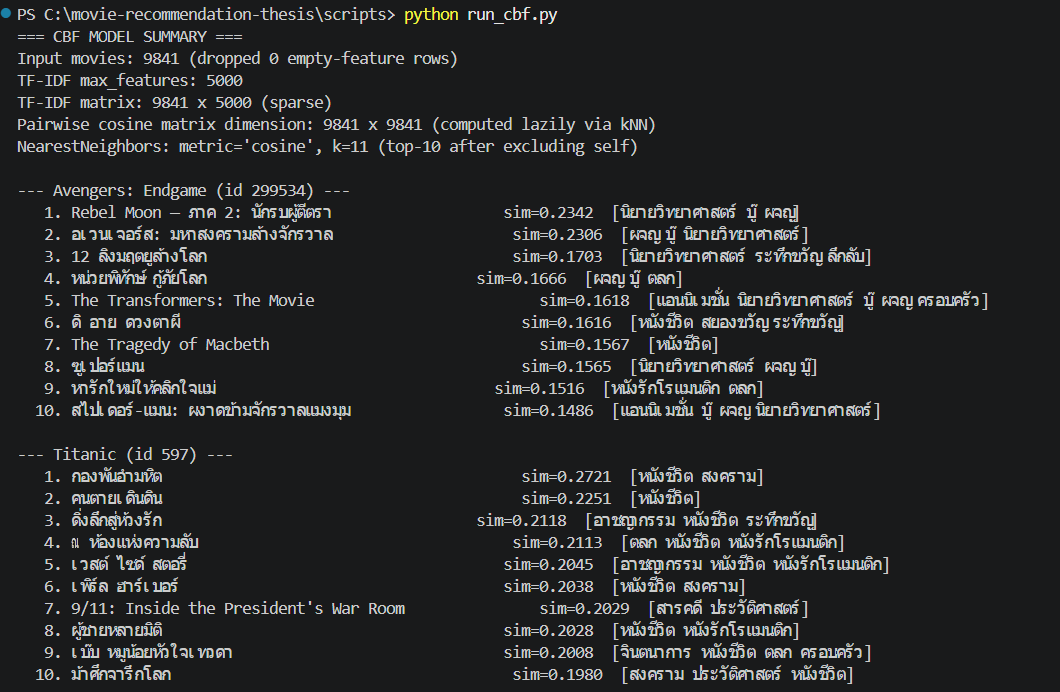 PS C:\movie-recommendation-thesis\scripts> python run_cbf.py
=== CBF MODEL SUMMARY ===
Input movies: 9841 (dropped 0 empty-feature rows)
TF-IDF max_features: 5000
TF-IDF matrix: 9841 x 5000 (sparse)
Pairwise cosine matrix dimension: 9841 x 9841 (computed lazily via kNN)
NearestNeighbors: metric='cosine', k=11 (top-10 after excluding self)
--- Avengers: Endgame (id 299534) ---
1. Rebel Moon — ภาค 2: นักรบผู้ตีตรา sim=0.2342 [นิยายวิทยาศาสตร์ บู๊ ผจญ]
2. อเวนเจอร์ส: มหาสงครามล้างจักรวาล sim=0.2306 [ผจญ บู๊ นิยายวิทยาศาสตร์]
3. 12 ลิงมฤตยูล้างโลก sim=0.1703 [นิยายวิทยาศาสตร์ ระทึกขวัญ ลึกลับ]
4. หน่วยพิทักษ์ กู้ภัยโลก sim=0.1666 [ผจญ บู๊ ตลก]
5. The Transformers: The Movie sim=0.1618 [แอนนิเมชั่น นิยายวิทยาศาสตร์ บู๊ ผจญ ครอบครัว]
6. ดิ อาย ดวงตาผี sim=0.1616 [หนังชีวิต สยองขวัญ ระทึกขวัญ]
7. The Tragedy of Macbeth sim=0.1567 [หนังชีวิต]
8. ซูเปอร์แมน sim=0.1565 [นิยายวิทยาศาสตร์ ผจญ บู๊]
9. หารักใหม่ให้คลิกใจแม่ sim=0.1516 [หนังรักโรแมนติก ตลก]
10. สไปเดอร์-แมน: ผงาดข้ามจักรวาลแมงมุม sim=0.1486 [แอนนิเมชั่น บู๊ ผจญ นิยายวิทยาศาสตร์]
--- Titanic (id 597) ---
1. กองพันอำมหิต sim=0.2721 [หนังชีวิต สงคราม]
2. คนตายเดินดิน sim=0.2251 [หนังชีวิต]
3. ดิ่งลึกสู่ห้วงรัก sim=0.2118 [อาชญากรรม หนังชีวิต ระทึกขวัญ]
4. ณ ห้องแห่งความลับ sim=0.2113 [ตลก หนังชีวิต หนังรักโรแมนติก]
5. เวสต์ ไซด์ สตอรี่ sim=0.2045 [อาชญากรรม หนังชีวิต หนังรักโรแมนติก]
6. เพิร์ล ฮาร์เบอร์ sim=0.2038 [หนังชีวิต สงคราม]
7. 9/11: Inside the President's War Room sim=0.2029 [สารคดี ประวัติศาสตร์]
8. ผู้ชายหลายมิติ sim=0.2028 [หนังชีวิต หนังรักโรแมนติก]
9. เบ๊บ หมูน้อยหัวใจเทวดา sim=0.2008 [จินตนาการ หนังชีวิต ตลก ครอบครัว]
10. ม้าศึกจารึกโลก sim=0.1980 [สงคราม ประวัติศาสตร์ หนังชีวิต]